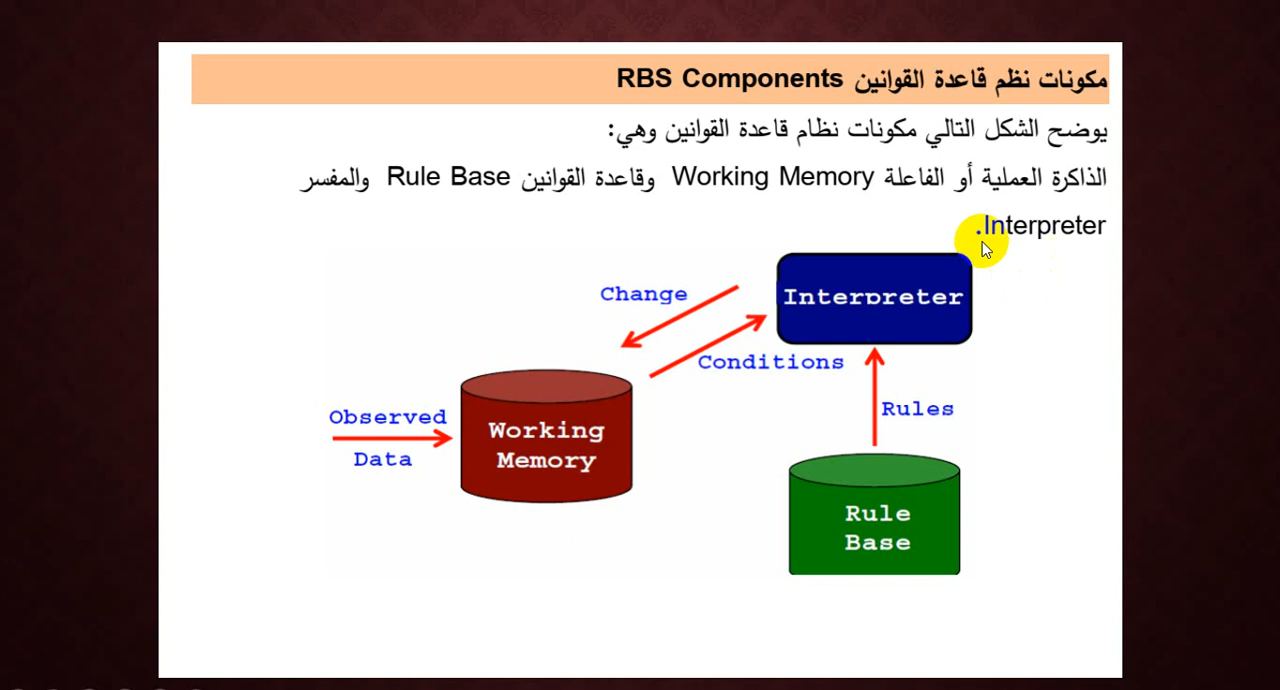 مكونات نظم قاعدة القوانين RBS Components
يوضح الشكل التالي مكونات نظام قاعدة القوانين وهي:
الذاكرة العملية أو الفاعلة Working Memory وقاعدة القوانين Rule Base والمفسر
Interpreter.
Change
Interpreter
Conditions
Observed
Data
Working
Memory
Rules
Rule
Base